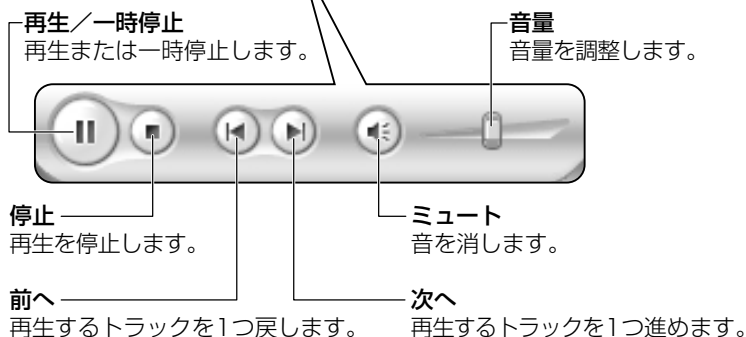 再生／一時停止
再生または一時停止します。
音量
音量を調整します。
停止
再生を停止します。
ミュート
音を消します。
前へ
再生するトラックを1つ戻します。
次へ
再生するトラックを1つ進めます。